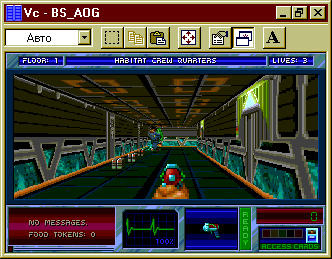 Vc - BS_AOG
Авто
A
FLOOR: 1
HABITAT CREW QUARTERS
LIVES: 3
NO MESSAGES.
FOOD TOKENS: 0
100%
READY
0
ACCESS CARDS